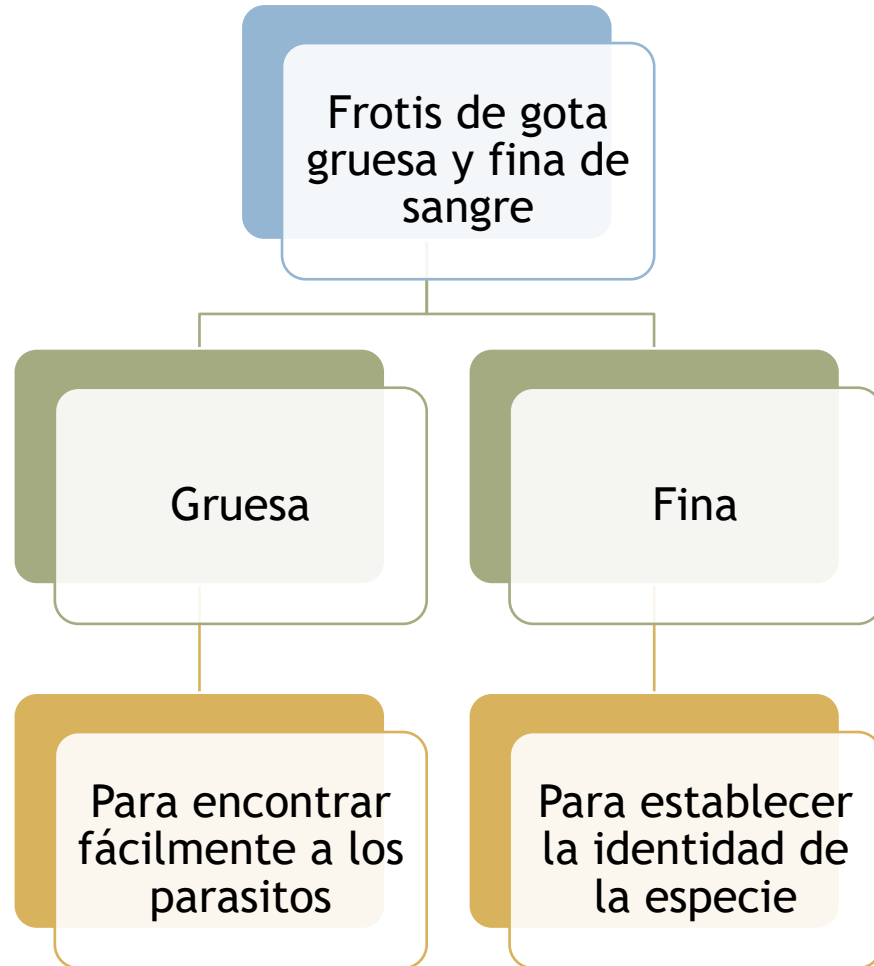 Frotis de gota
gruesa y fina de
sangre
Gruesa
Fina
Para encontrar
fácilmente a los
parasitos
Para establecer
la identidad de
la especie